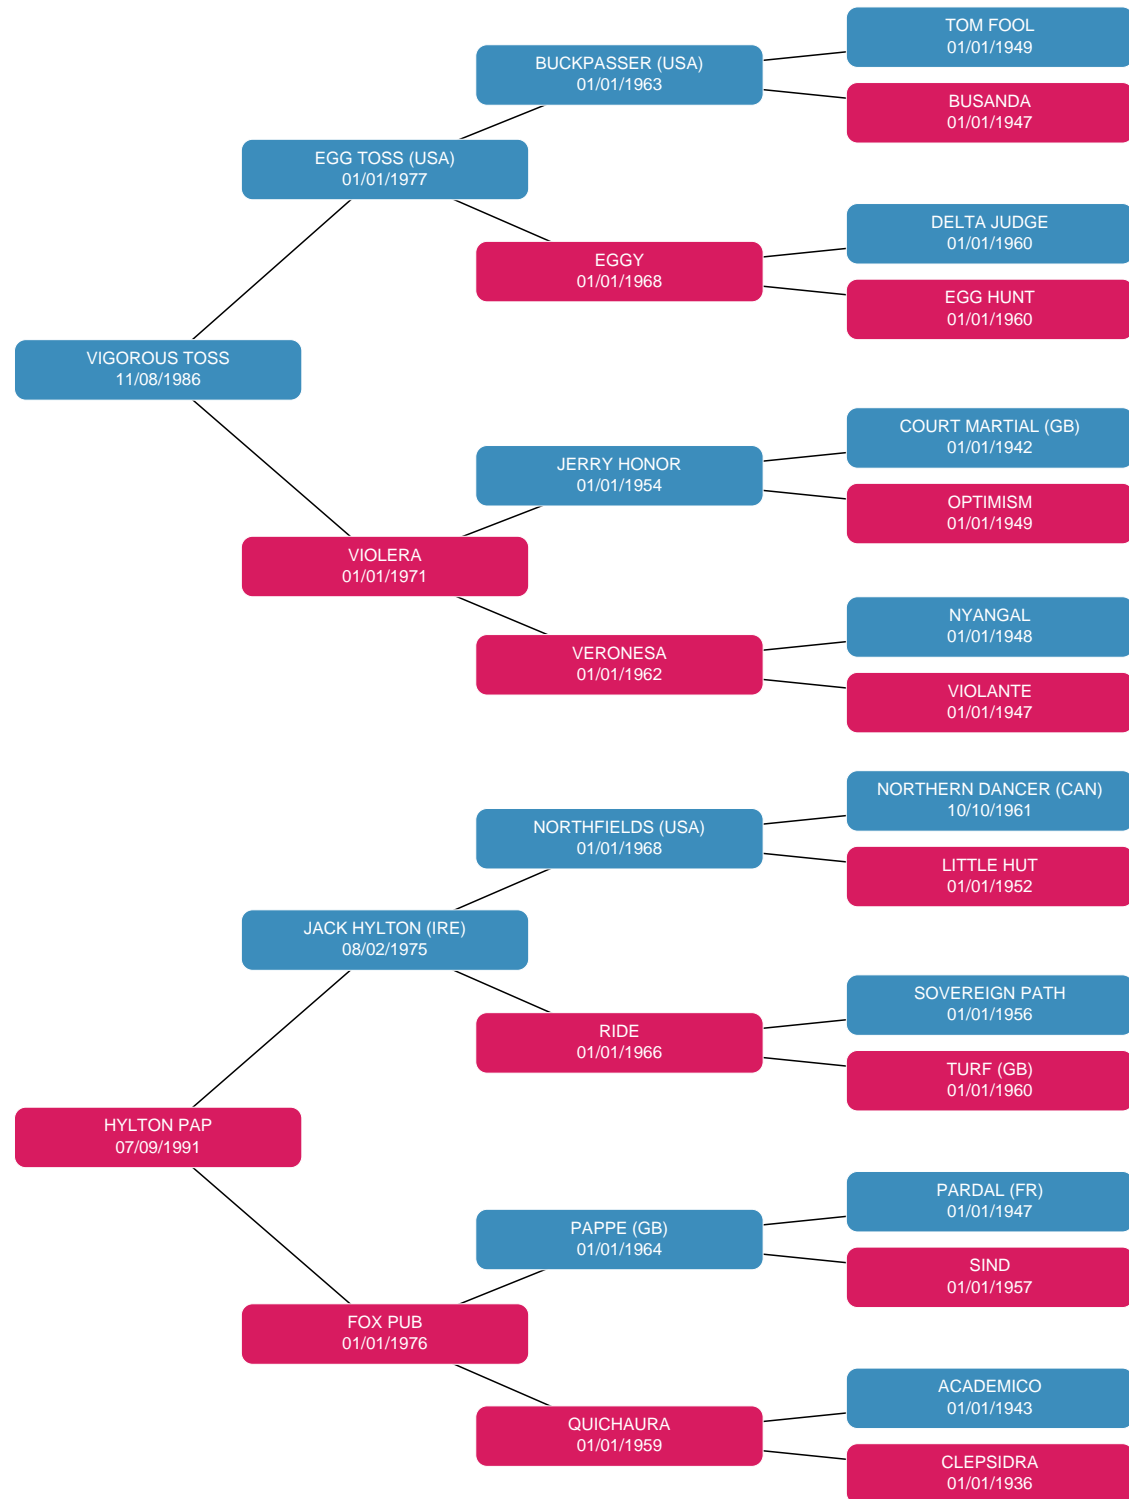 TOM FOOL
01/01/1949
BUCKPASSER (USA)
01/01/1963
BUSANDA
01/01/1947
EGG TOSS (USA)
01/01/1977
DELTA JUDGE
01/01/1960
EGGY
01/01/1968
EGG HUNT
01/01/1960
VIGOROUS TOSS
11/08/1986
COURT MARTIAL (GB)
01/01/1942
JERRY HONOR
01/01/1954
OPTIMISM
01/01/1949
VIOLERA
01/01/1971
NYANGAL
01/01/1948
VERONESA
01/01/1962
VIOLANTE
01/01/1947
NORTHERN DANCER (CAN)
10/10/1961
NORTHFIELDS (USA)
01/01/1968
LITTLE HUT
01/01/1952
JACK HYLTON (IRE)
08/02/1975
SOVEREIGN PATH
01/01/1956
RIDE
01/01/1966
TURF (GB)
01/01/1960
HYLTON PAP
07/09/1991
PARDAL (FR)
01/01/1947
PAPPE (GB)
01/01/1964
SIND
01/01/1957
FOX PUB
01/01/1976
ACADEMICO
01/01/1943
QUICHAURA
01/01/1959
CLEPSIDRA
01/01/1936